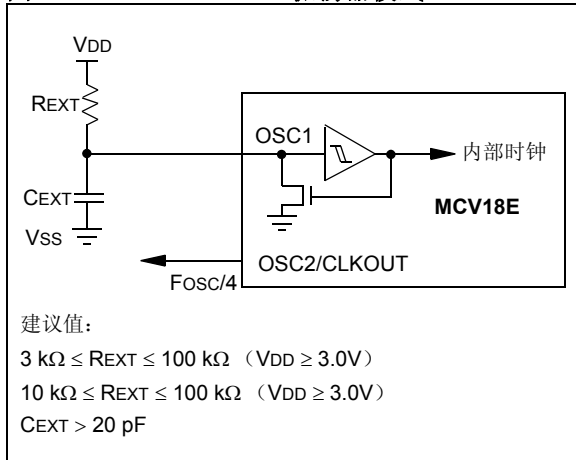 VDD
REXT
OSC1
内部时钟
CEXT
MCV18E
VSS
OSC2/CLKOUT
FOSC/4
建议值：
3 kΩ ≤ REXT ≤ 100 kΩ （VDD ≥ 3.0V）
10 kΩ ≤ REXT ≤ 100 kΩ （VDD ≥ 3.0V）
CEXT > 20 pF